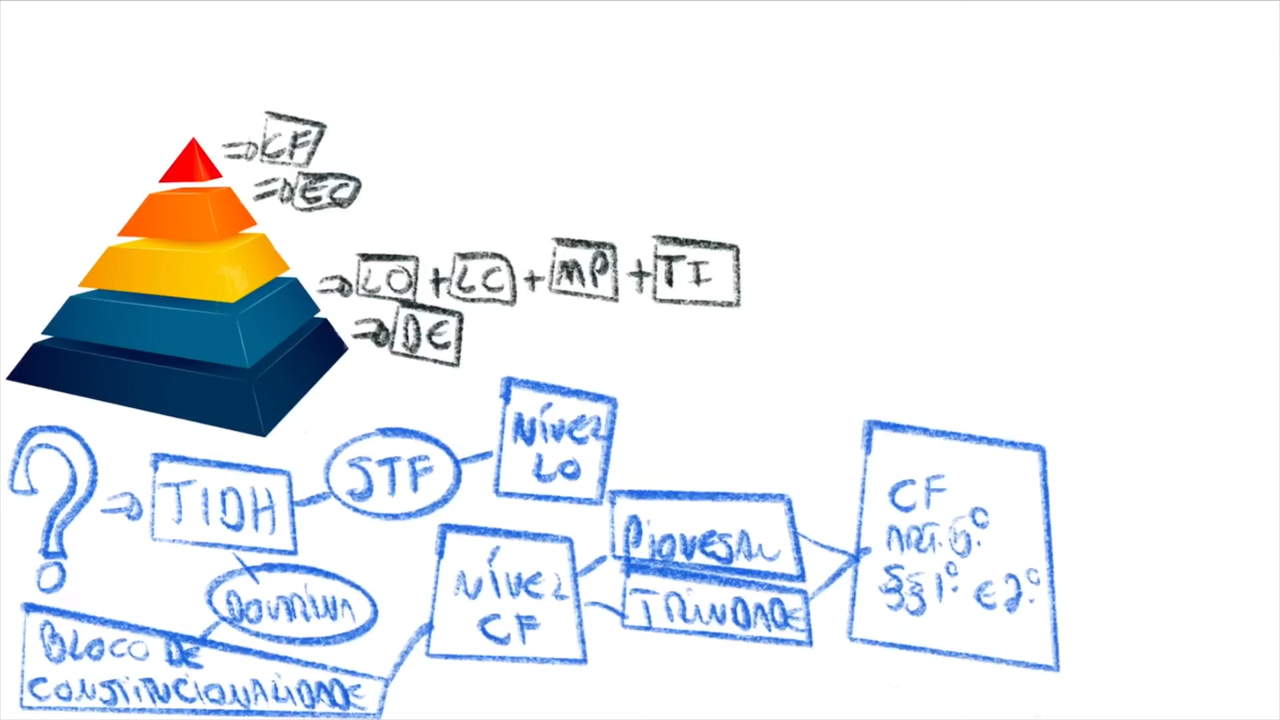 ⇒ CF
⇒ EC
⇒ LO + LC + MP + TI
⇒ DE
? ⇒ TIDH
STF
NÍVEL
LO
DOUTRINA
BLOCO DE
CONSTITUCIONALIDADE
NÍVEL
CF
PIOVESAN
TRINDADE
CF
ART. 5º
§§1º E 2º